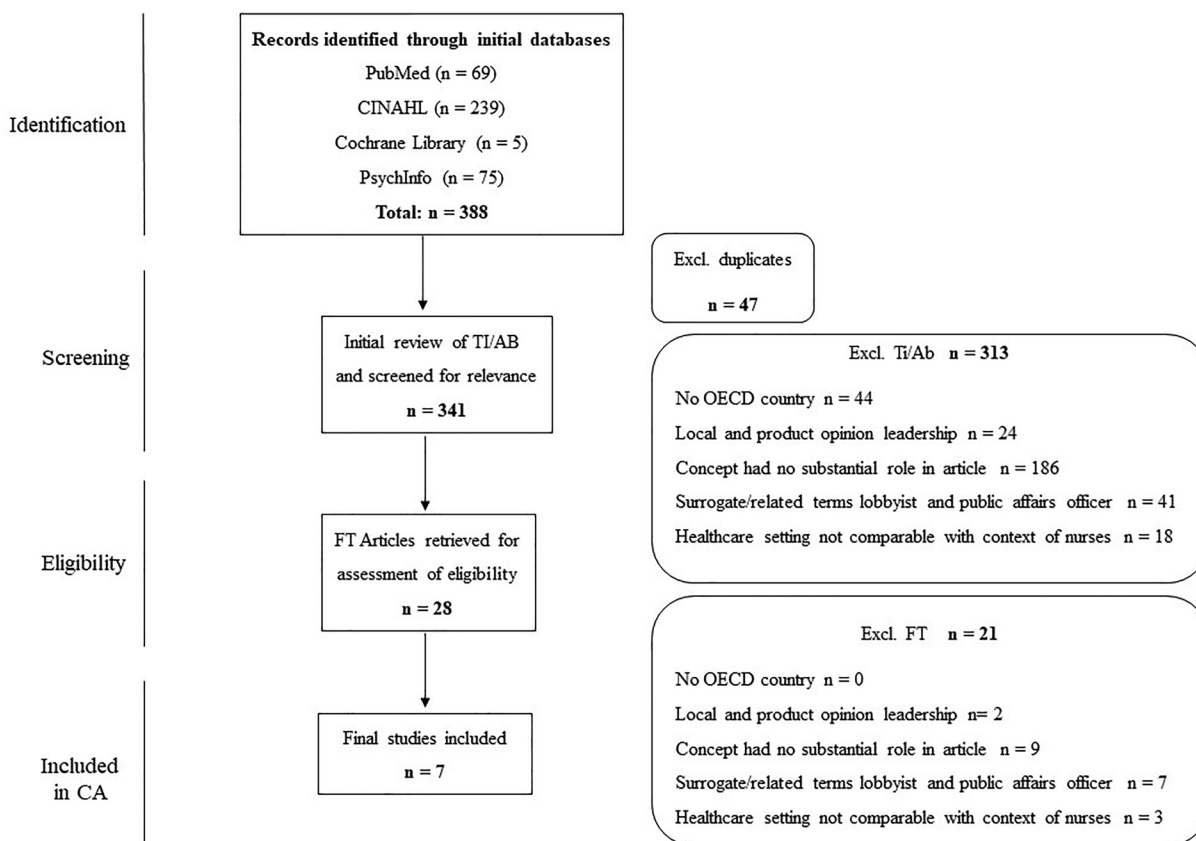 Identification
Records identified through initial databases
PubMed (n = 69)
CINAHL (n = 239)
Cochrane Library (n = 5)
PsychInfo (n = 75)
Total: n = 388
Excl. duplicates
n = 47
Screening
Initial review of TI/AB
and screened for relevance
n = 341
Excl. Ti/Ab n = 313
No OECD country n = 44
Local and product opinion leadership n = 24
Concept had no substantial role in article n = 186
Surrogate/related terms lobbyist and public affairs officer n = 41
Healthcare setting not comparable with context of nurses n = 18
Eligibility
FT Articles retrieved for
assessment of eligibility
n = 28
Excl. FT n = 21
No OECD country n = 0
Local and product opinion leadership n= 2
Concept had no substantial role in article n = 9
Surrogate/related terms lobbyist and public affairs officer n = 7
Healthcare setting not comparable with context of nurses n = 3
Included
in CA
Final studies included
n = 7